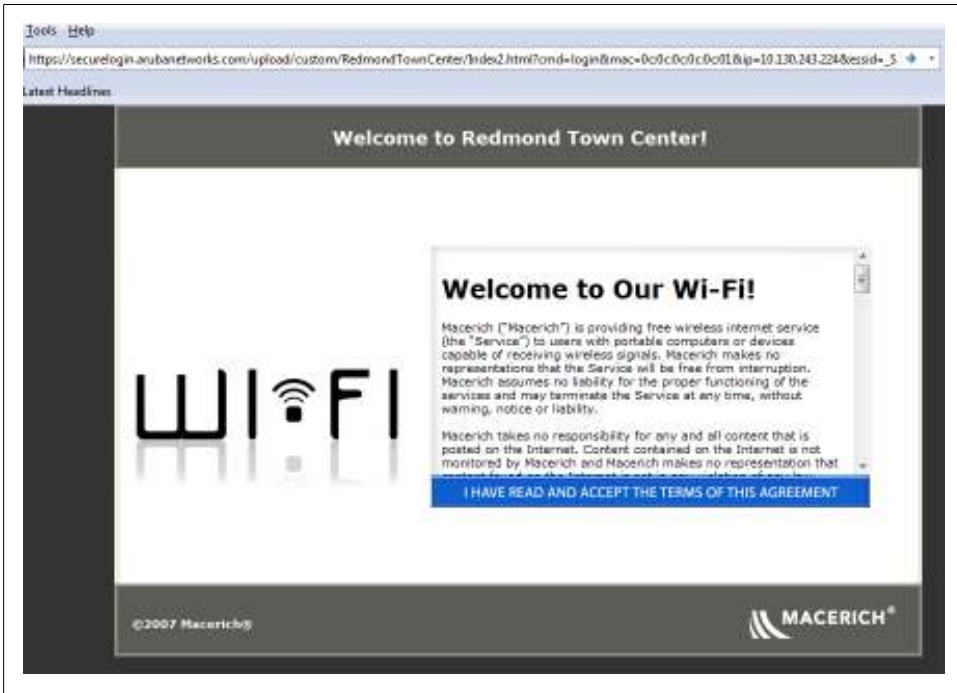 Tools Help
https://securelogin.arubanetworks.com/upload/custom/RedmondTownCenter/Index2.html?cmd=login&mac=0c:0c:0c:0c:0c:01&ip=10.130.243.224&essid=_S
Latest Headlines
Welcome to Redmond Town Center!
WI FI
Welcome to Our Wi-Fi!
Macerich ("Macerich") is providing free wireless internet service
(the "Service") to users with portable computers or devices
capable of receiving wireless signals. Macerich makes no
representations that the Service will be free from interruption.
Macerich assumes no liability for the proper functioning of the
services and may terminate the Service at any time, without
warning, notice or liability.
Macerich takes no responsibility for any and all content that is
posted on the Internet. Content contained on the Internet is not
monitored by Macerich and Macerich makes no representation that
I HAVE READ AND ACCEPT THE TERMS OF THIS AGREEMENT
©2007 Macerich®
MACERICH®